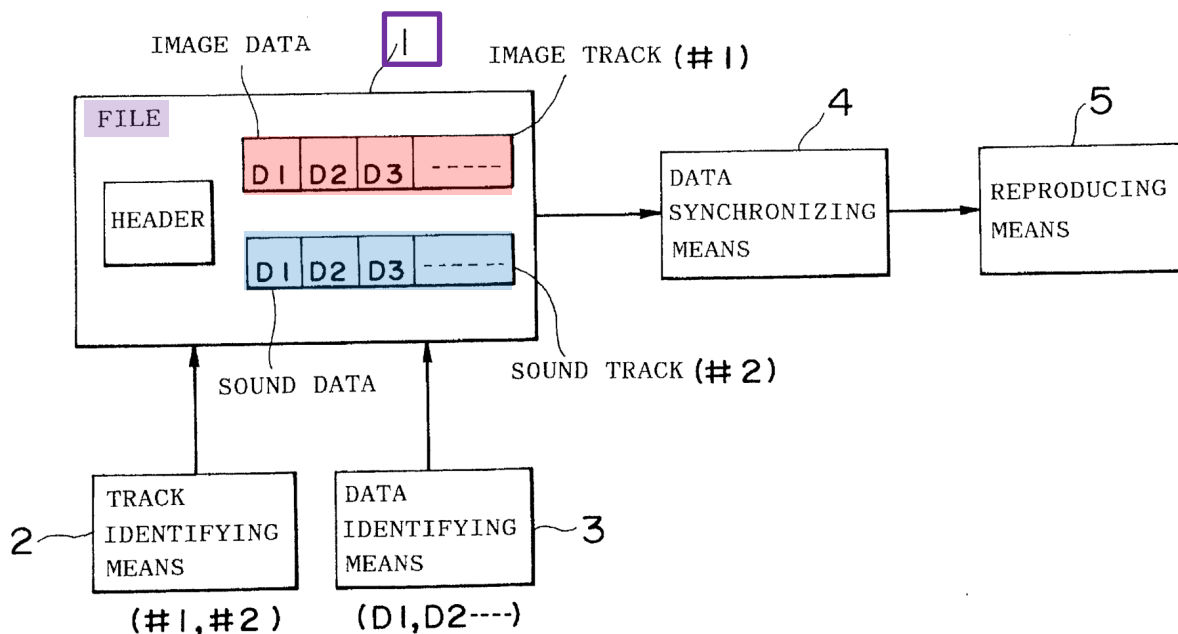 IMAGE DATA
1
IMAGE TRACK (#1)
FILE
HEADER
D1 D2 D3 -----
D1 D2 D3 ------
SOUND DATA
SOUND TRACK (#2)
4
DATA
SYNCHRONIZING
MEANS
5
REPRODUCING
MEANS
2
TRACK
IDENTIFYING
MEANS
(#1,#2)
3
DATA
IDENTIFYING
MEANS
(D1,D2----)